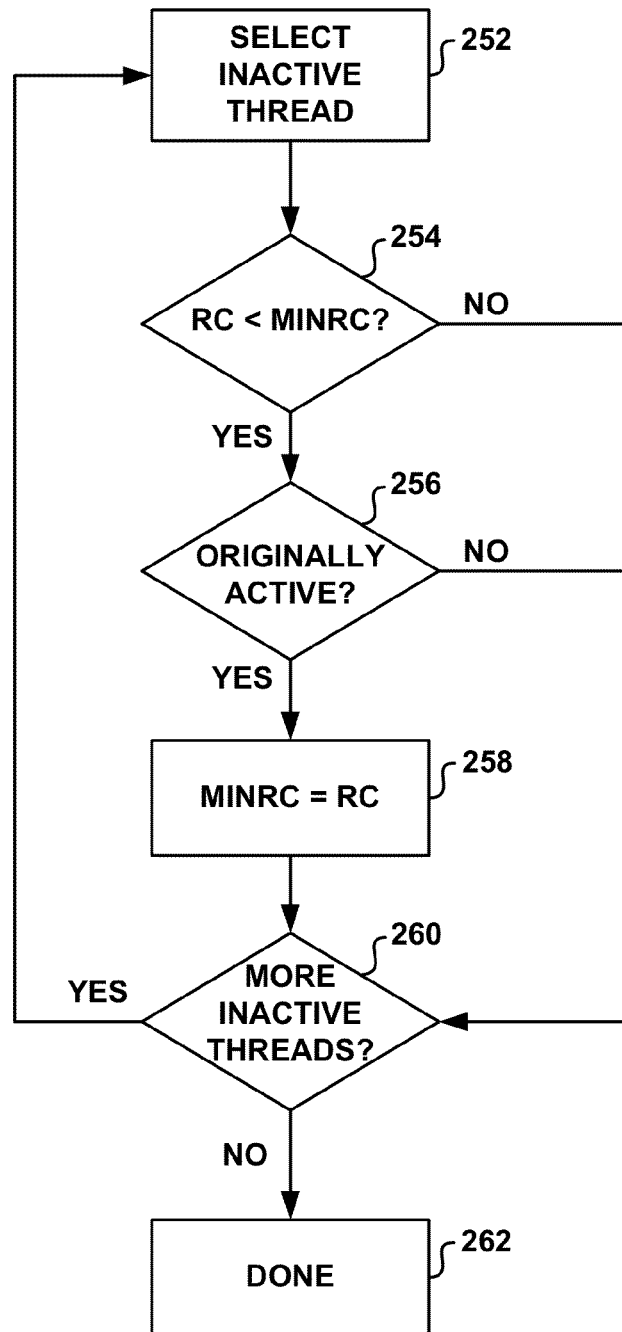 SELECT
INACTIVE
THREAD
252
254
RC < MINRC?
NO
YES
256
ORIGINALLY
ACTIVE?
NO
YES
258
MINRC = RC
260
YES
MORE
INACTIVE
THREADS?
NO
262
DONE